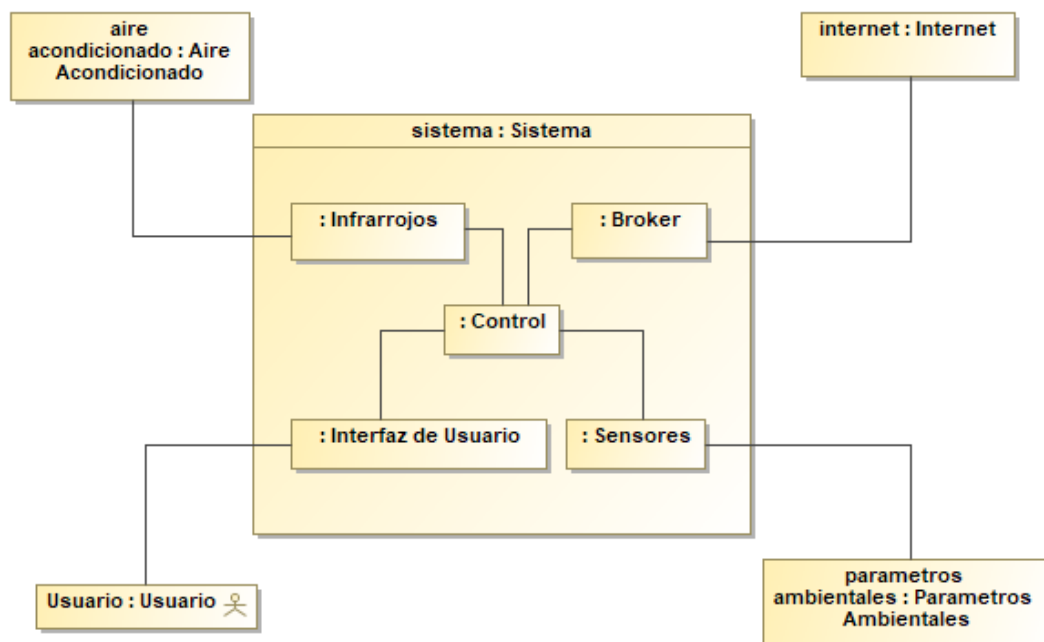 aire
acondicionado : Aire
Acondicionado
internet : Internet
sistema : Sistema
: Infrarrojos
: Broker
: Control
: Interfaz de Usuario
: Sensores
Usuario : Usuario
parametros
ambientales : Parametros
Ambientales